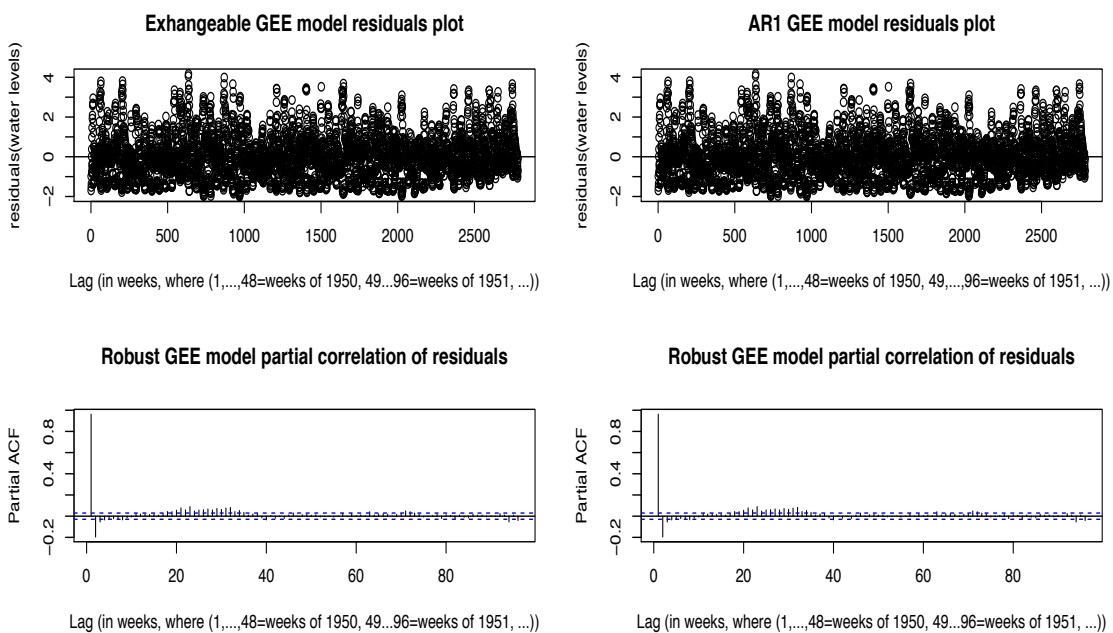 Exhangeable GEE model residuals plot
residuals(water levels)
4
2
0
−2
0 500 1000 1500 2000 2500
Lag (in weeks, where (1,...,48=weeks of 1950, 49...96=weeks of 1951, ...))
AR1 GEE model residuals plot
residuals(water levels)
4
2
0
−2
0 500 1000 1500 2000 2500
Lag (in weeks, where (1,...,48=weeks of 1950, 49,...,96=weeks of 1951, ...))
Robust GEE model partial correlation of residuals
Partial ACF
0.8
0.4
−0.2
0 20 40 60 80
Lag (in weeks, where (1,...,48=weeks of 1950, 49...96=weeks of 1951, ...))
Robust GEE model partial correlation of residuals
Partial ACF
0.8
0.4
−0.2
0 20 40 60 80
Lag (in weeks, where (1,...,48=weeks of 1950, 49...96=weeks of 1951, ...))